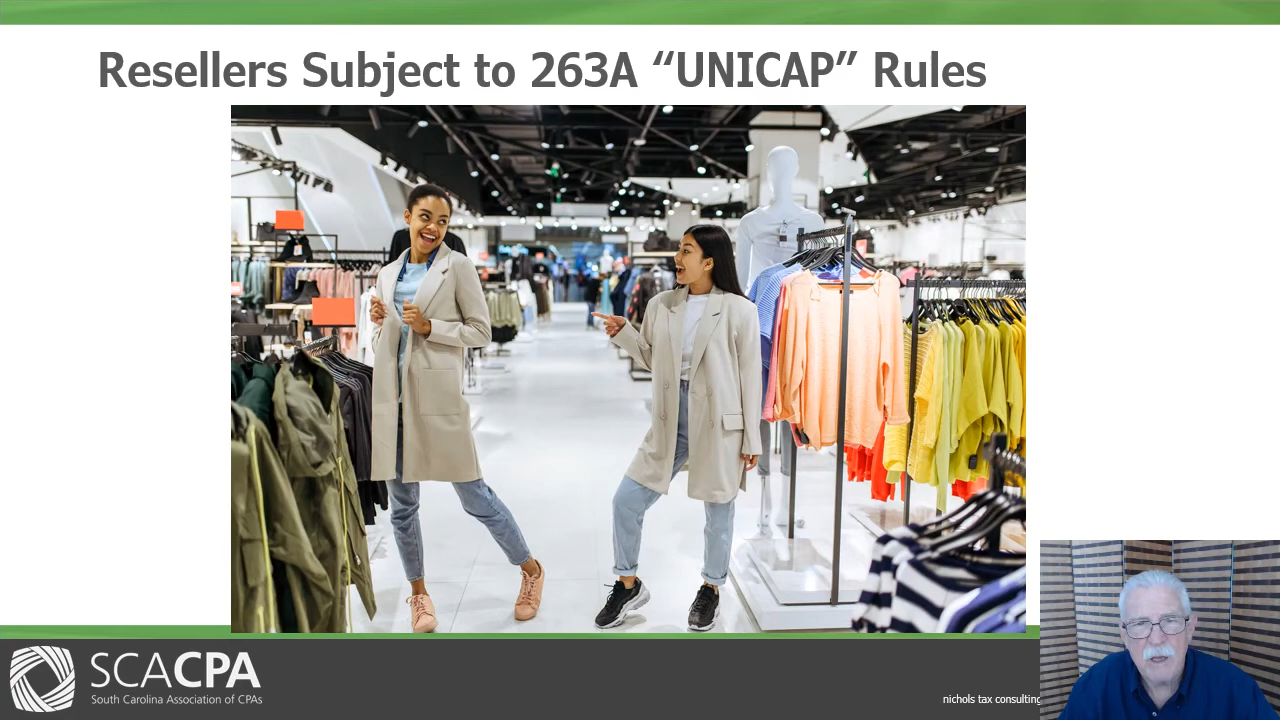 Resellers Subject to 263A “UNICAP” Rules
SCACPA
South Carolina Association of CPAs
nichols tax consulting